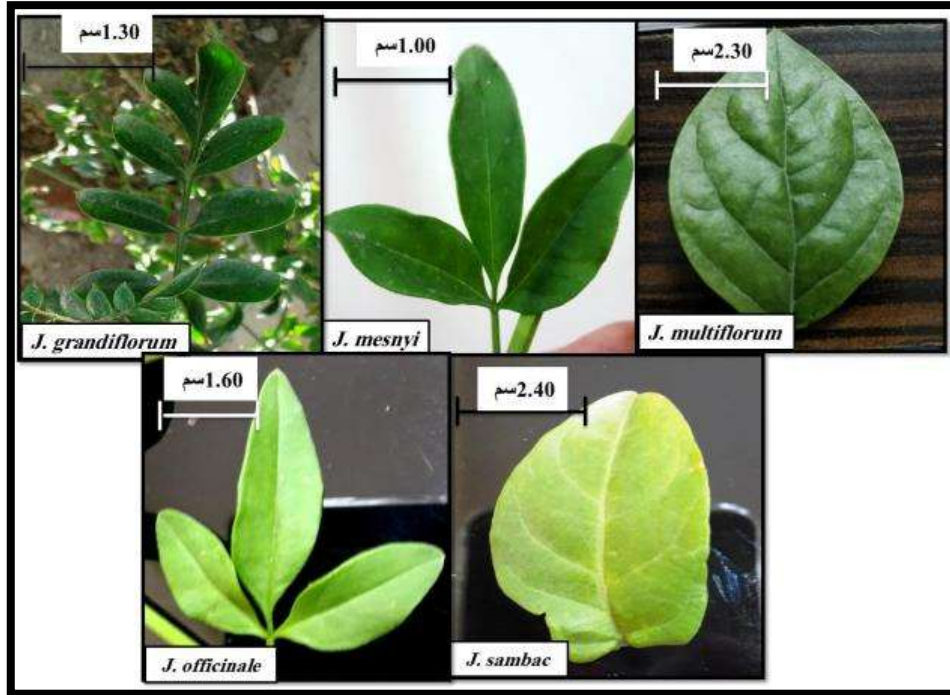 1.30سم
1.00سم
2.30سم
J. grandiflorum
J. mesnyi
J. multiflorum
1.60سم
2.40سم
J. officinale
J. sambac